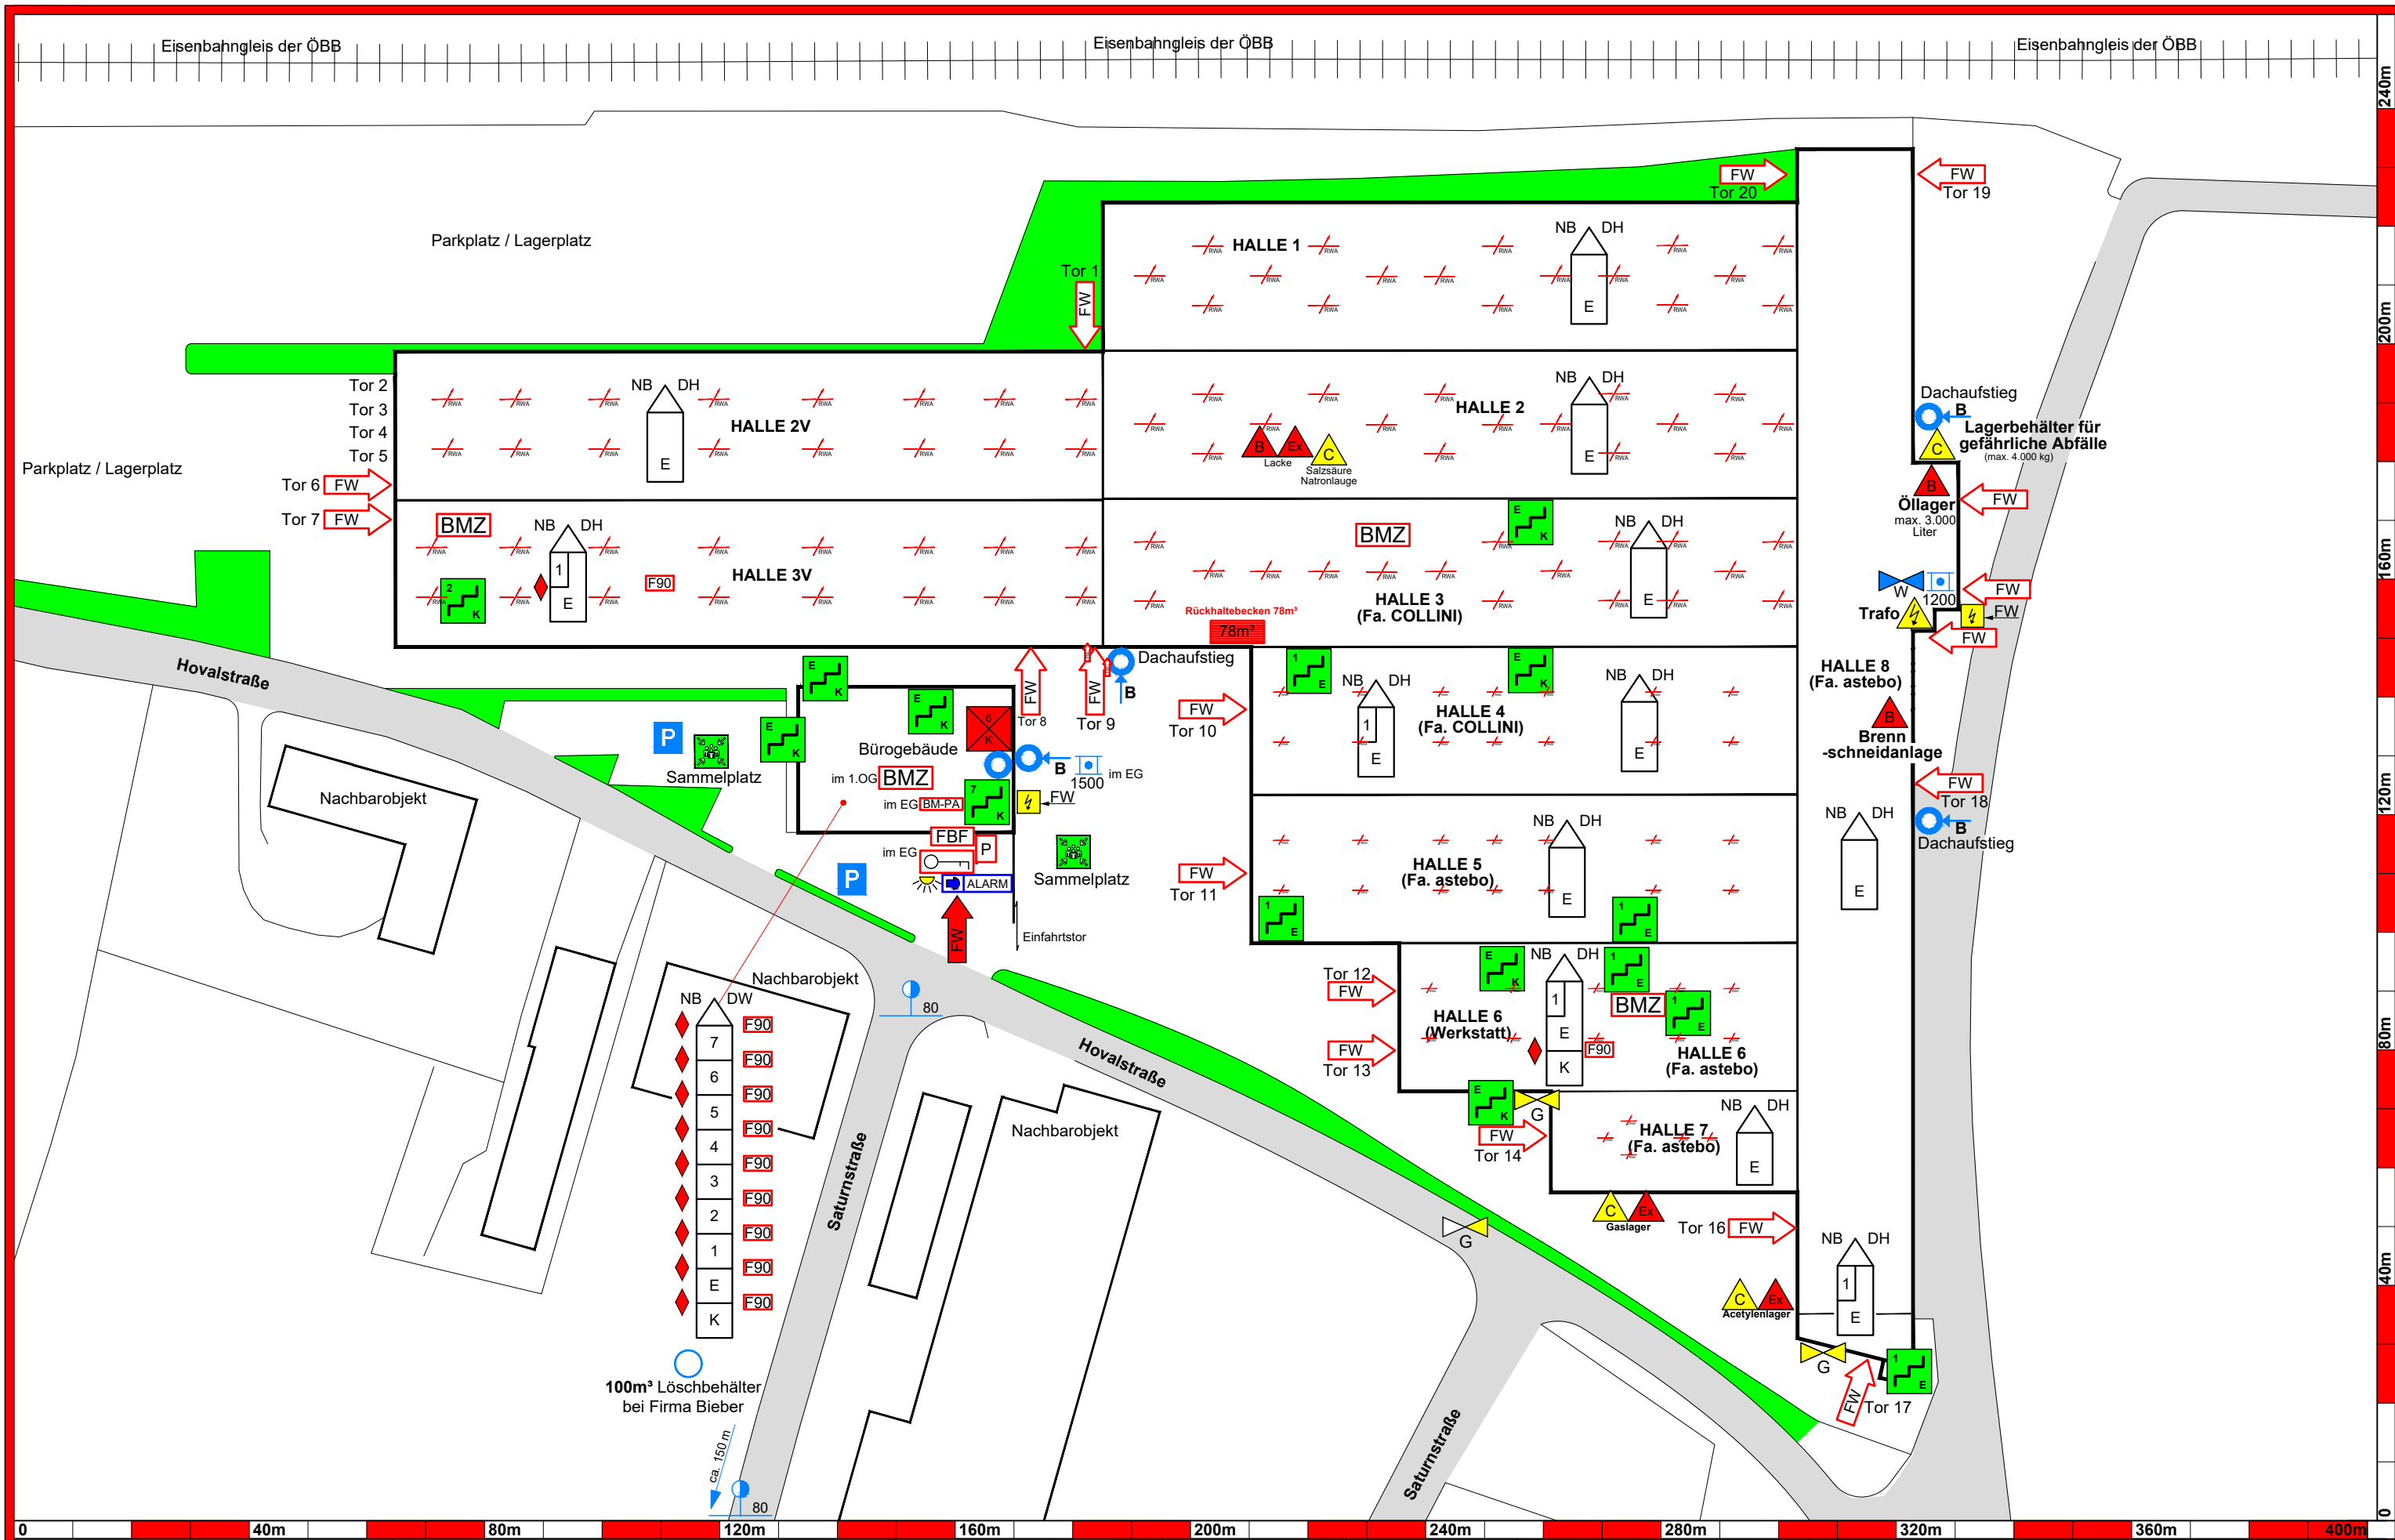 Eisenbahngleis der ÖBB
Eisenbahngleis der ÖBB
Eisenbahngleis der ÖBB
240m
FW
Tor 20
FW
Tor 19
Parkplatz / Lagerplatz
HALLE 1
NB DH
E
Tor 1
FW
200m
Tor 2
Tor 3
Tor 4
Tor 5
Parkplatz / Lagerplatz
Tor 6 FW
Tor 7 FW
NB DH
E
HALLE 2V
HALLE 2
NB DH
E
B Ex C
Lacke
Salzsäure
Natronlauge
Dachaufstieg
B
Lagerbehälter für
gefährliche Abfälle
(max. 4.000 kg)
C
B
Öllager
max. 3.000
Liter
FW
BMZ
NB DH
1
E
F90
HALLE 3V
2
K
BMZ
E
K
NB DH
E
HALLE 3
(Fa. COLLINI)
Rückhaltebecken 78m³
78m³
160m
W
1200
FW
Trafo
FW
FW
Hovalstraße
E
K
E
K
E
K
6
K
Bürogebäude
im 1.OG BMZ
im EG BM-PA
7
K
FW
FBF
P
im EG
ALARM
FW
Einfahrtstor
P
Sammelplatz
P
Sammelplatz
FW
Tor 8
FW
Tor 9
Dachaufstieg
B
B
1500
im EG
FW
Tor 10
1
E
NB DH
1
E
HALLE 4
(Fa. COLLINI)
E
K
NB DH
E
HALLE 8
(Fa. astebo)
B
Brenn
-schneidanlage
FW
Tor 18
B
Dachaufstieg
120m
NB DH
E
FW
Tor 11
HALLE 5
(Fa. astebo)
NB DH
E
1
E
1
E
Nachbarobjekt
Nachbarobjekt
Nachbarobjekt
80
Hovalstraße
Tor 12
FW
FW
Tor 13
E
K
NB DH
1
E
K
F90
HALLE 6
(Werkstatt)
1
E
BMZ
1
E
HALLE 6
(Fa. astebo)
80m
E
K
G
FW
Tor 14
HALLE 7
(Fa. astebo)
NB DH
E
C Ex
Gaslager
Tor 16 FW
G
NB DH
1
E
C Ex
Acetylenlager
40m
G
1
E
FW
Tor 17
NB DW
7 F90
6 F90
5 F90
4 F90
3 F90
2 F90
1 F90
E F90
K F90
Saturnstraße
Saturnstraße
100m³ Löschbehälter
bei Firma Bieber
ca. 150 m
80
0
0 40m 80m 120m 160m 200m 240m 280m 320m 360m 400m
RWA